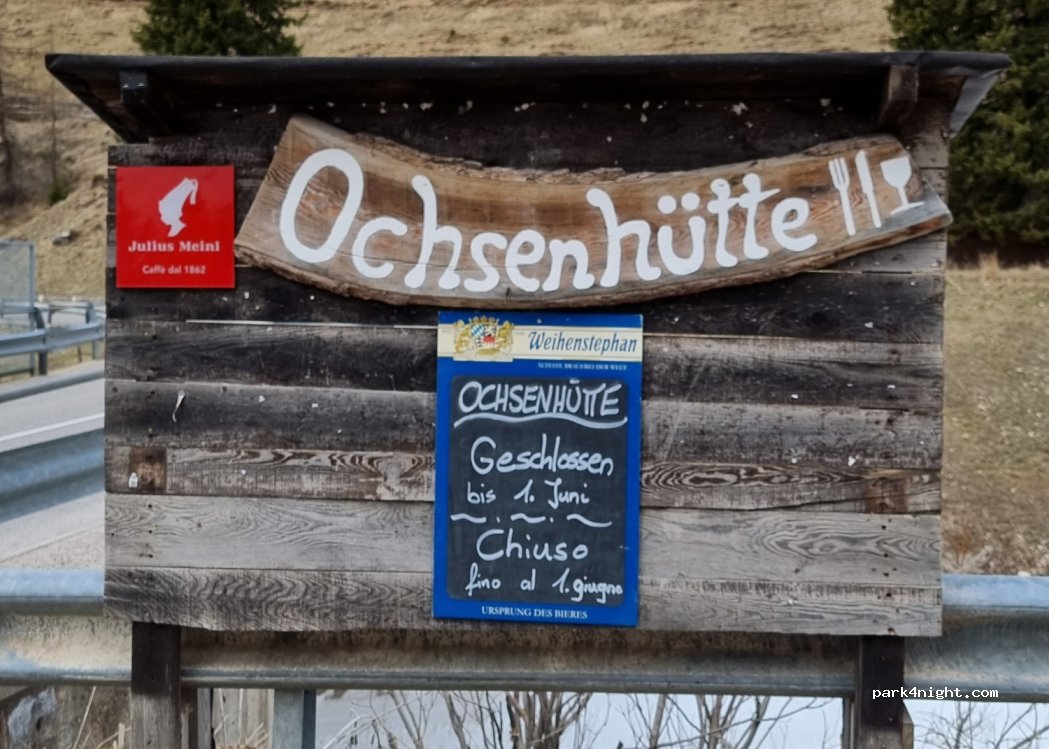 Ochsenhütte
Julius Meinl
Caffè dal 1862
Weihenstephan
ÄLTESTE BRAUEREI DER WELT
OCHSENHÜTTE
Geschlossen
bis 1. Juni
Chiuso
fino al 1. giugno
URSPRUNG DES BIERES
park4night.com